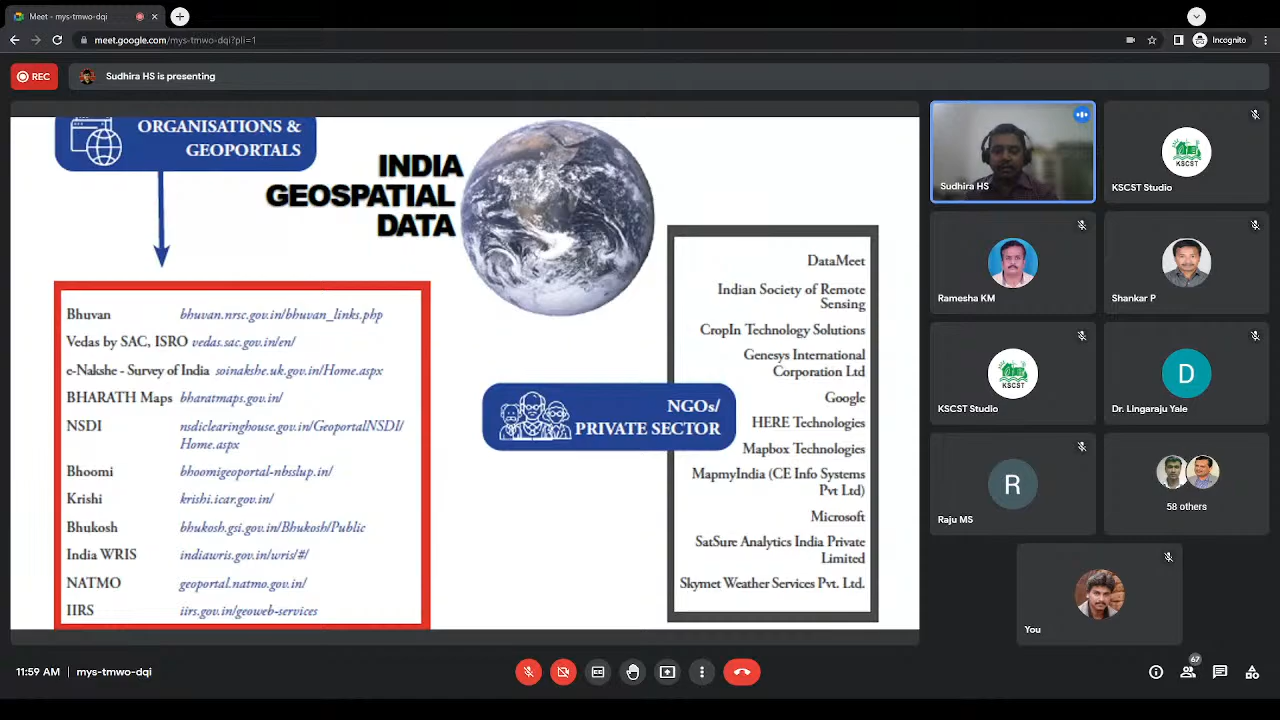 Meet - mys-tmwo-dqi
meet.google.com/mys-tmwo-dqi?pli=1
Incognito
REC
Sudhira HS is presenting
ORGANISATIONS &
GEOPORTALS
INDIA
GEOSPATIAL
DATA
Bhuvan bhuvan.nrsc.gov.in/bhuvan_links.php
Vedas by SAC, ISRO vedas.sac.gov.in/en/
e-Nakshe - Survey of India soinakshe.uk.gov.in/Home.aspx
BHARATH Maps bharatmaps.gov.in/
NSDI nsdiclearinghouse.gov.in/GeoportalNSDI/
Home.aspx
Bhoomi bhoomigeoportal-nbsslup.in/
Krishi krishi.icar.gov.in/
Bhukosh bhukosh.gsi.gov.in/Bhukosh/Public
India WRIS indiawris.gov.in/wris/#/
NATMO geoportal.natmo.gov.in/
IIRS iirs.gov.in/geoweb-services
NGOs/
PRIVATE SECTOR
DataMeet
Indian Society of Remote
Sensing
CropIn Technology Solutions
Genesys International
Corporation Ltd
Google
HERE Technologies
Mapbox Technologies
MapmyIndia (CE Info Systems
Pvt Ltd)
Microsoft
SatSure Analytics India Private
Limited
Skymet Weather Services Pvt. Ltd.
Sudhira HS
KSCST
KSCST Studio
Ramesha KM
Shankar P
KSCST
KSCST Studio
D
Dr. Lingaraju Yale
R
Raju MS
58 others
You
11:59 AM | mys-tmwo-dqi
67